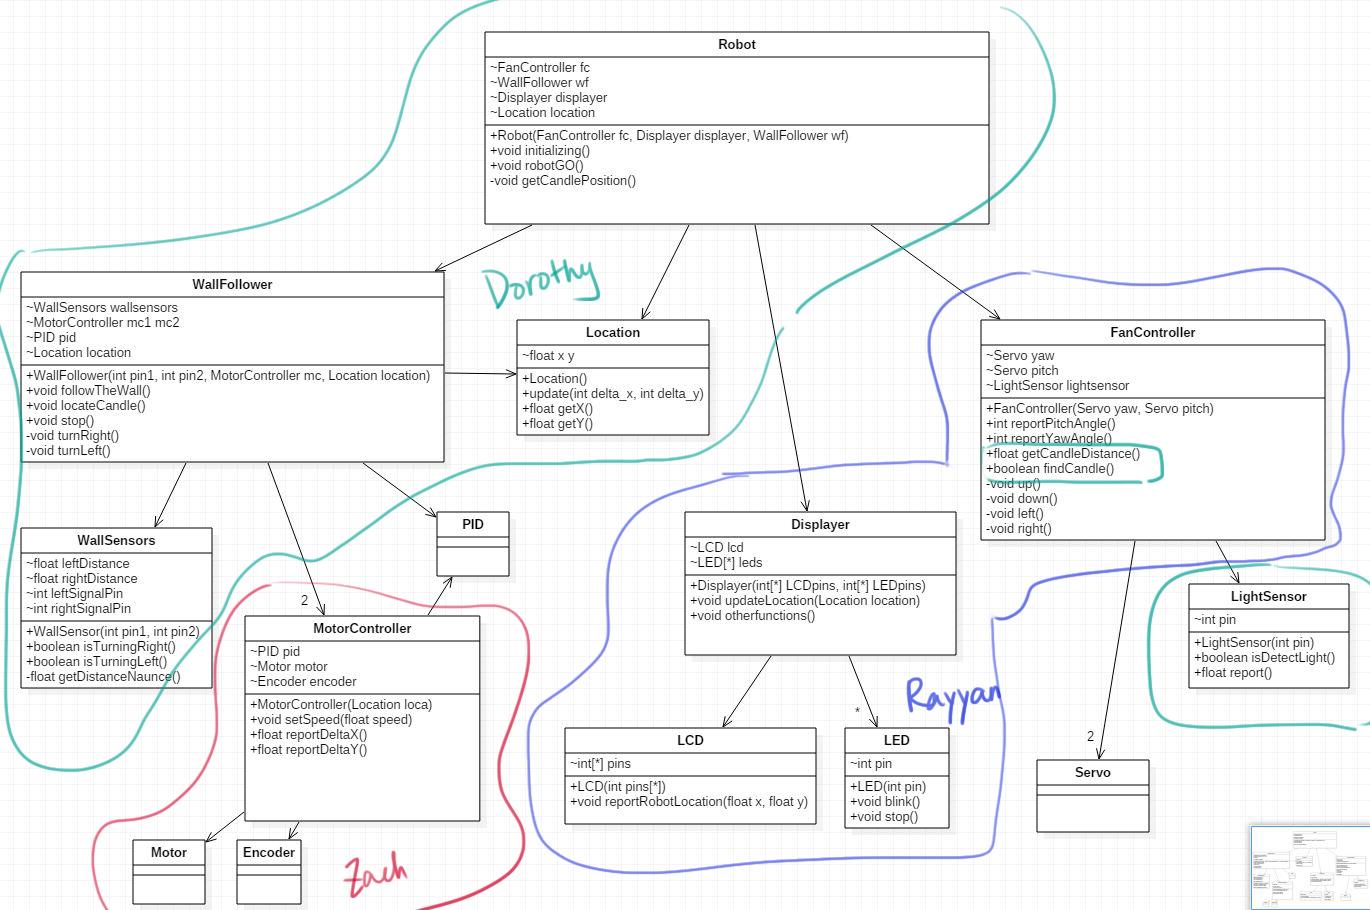 Robot
~FanController fc
~WallFollower wf
~Displayer displayer
~Location location
+Robot(FanController fc, Displayer displayer, WallFollower wf)
+void initializing()
+void robotGO()
-void getCandlePosition()
Dorothy
WallFollower
~WallSensors wallsensors
~MotorController mc1 mc2
~PID pid
~Location location
+WallFollower(int pin1, int pin2, MotorController mc, Location location)
+void followTheWall()
+void locateCandle()
+void stop()
-void turnRight()
-void turnLeft()
Location
~float x y
+Location()
+update(int delta_x, int delta_y)
+float getX()
+float getY()
FanController
~Servo yaw
~Servo pitch
~LightSensor lightsensor
+FanController(Servo yaw, Servo pitch)
+int reportPitchAngle()
+int reportYawAngle()
+float getCandleDistance()
+boolean findCandle()
-void up()
-void down()
-void left()
-void right()
WallSensors
~float leftDistance
~float rightDistance
~int leftSignalPin
~int rightSignalPin
+WallSensor(int pin1, int pin2)
+boolean isTurningRight()
+boolean isTurningLeft()
-float getDistanceNaunce()
PID
Displayer
~LCD lcd
~LED[*] leds
+Displayer(int[*] LCDpins, int[*] LEDpins)
+void updateLocation(Location location)
+void otherfunctions()
LightSensor
~int pin
+LightSensor(int pin)
+boolean isDetectLight()
+float report()
2
MotorController
~PID pid
~Motor motor
~Encoder encoder
+MotorController(Location loca)
+void setSpeed(float speed)
+float reportDeltaX()
+float reportDeltaY()
Rayyan
*
LCD
~int[*] pins
+LCD(int pins[*])
+void reportRobotLocation(float x, float y)
LED
~int pin
+LED(int pin)
+void blink()
+void stop()
2
Servo
Motor
Encoder
Zach